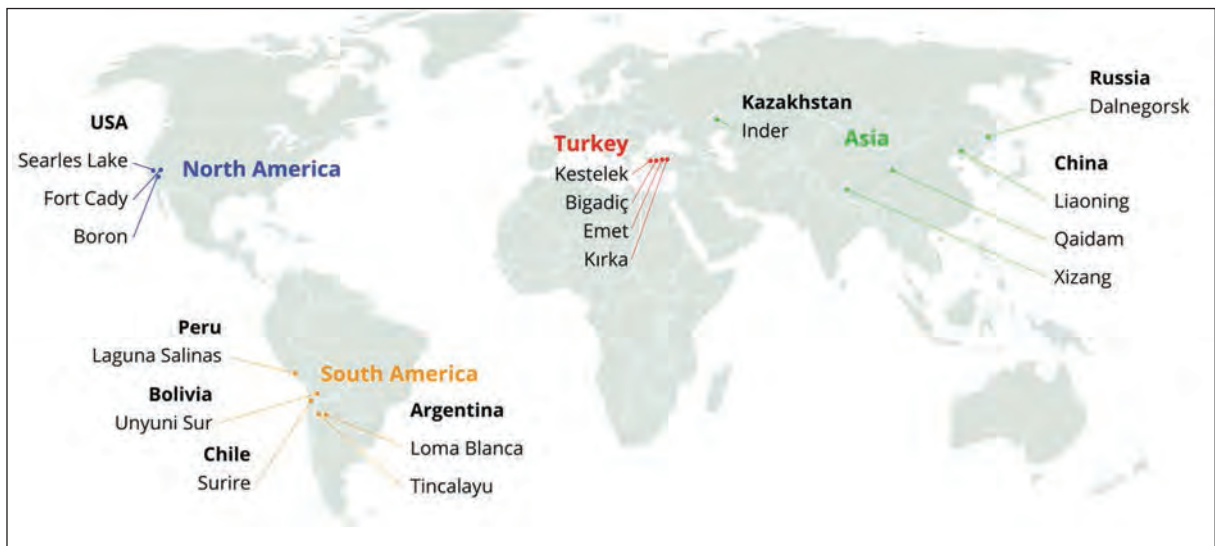 USA
Searles Lake
Fort Cady
Boron
North America
Peru
Laguna Salinas
Bolivia
Unyuni Sur
Chile
Surire
South America
Argentina
Loma Blanca
Tincalayu
Turkey
Kestelek
Bigadiç
Emet
Kırka
Kazakhstan
Inder
Asia
Russia
Dalnegorsk
China
Liaoning
Qaidam
Xizang